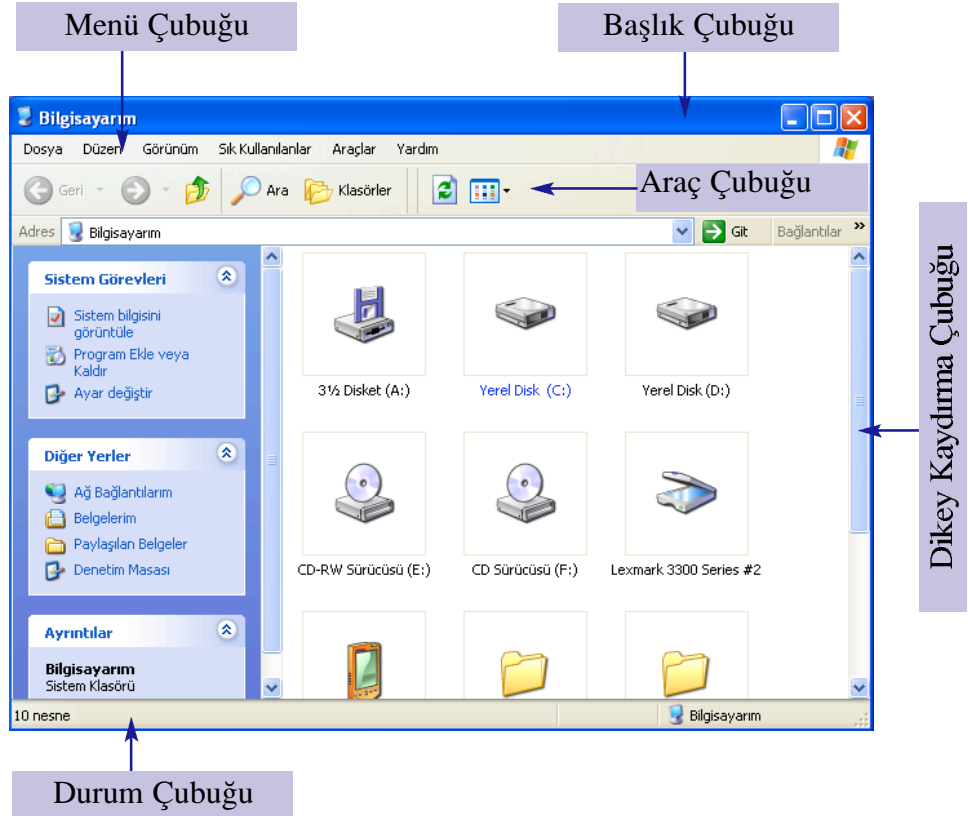 Menü Çubuğu
Başlık Çubuğu
Bilgisayarım
Dosya Düzen Görünüm Sık Kullanılanlar Araçlar Yardım
Geri Ara Klasörler
Araç Çubuğu
Adres Bilgisayarım Git Bağlantılar »
Dikey Kaydırma Çubuğu
Sistem Görevleri
Sistem bilgisini
görüntüle
Program Ekle veya
Kaldır
Ayar değiştir
3½ Disket (A:) Yerel Disk (C:) Yerel Disk (D:)
Diğer Yerler
Ağ Bağlantılarım
Belgelerim
Paylaşılan Belgeler
Denetim Masası
CD-RW Sürücüsü (E:) CD Sürücüsü (F:) Lexmark 3300 Series #2
Ayrıntılar
Bilgisayarım
Sistem Klasörü
10 nesne Bilgisayarım
Durum Çubuğu